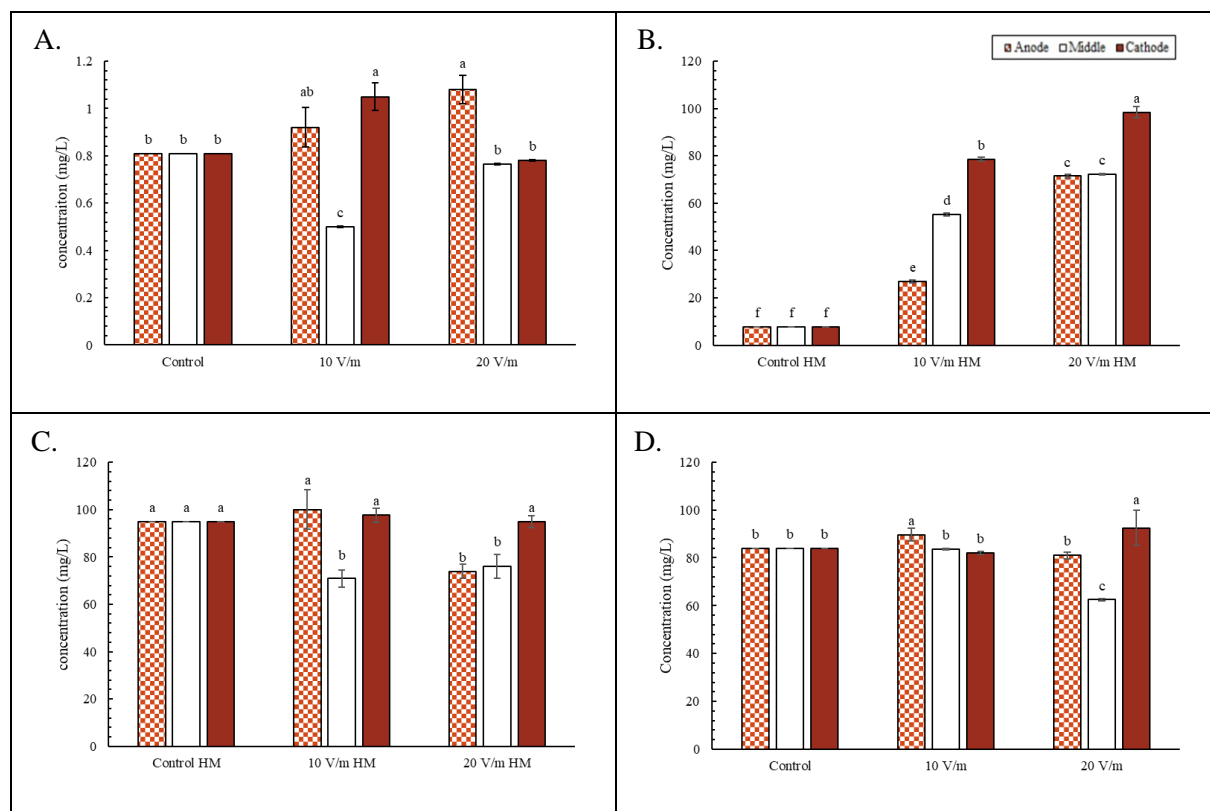 A.
concentraiton (mg/L)
1.2
1
0.8
0.6
0.4
0.2
0
b b b
ab
c
a
a
b b
Control 10 V/m 20 V/m
B.
Anode Middle Cathode
Concentration (mg/L)
120
100
80
60
40
20
0
f f f
e
d
b
c c
a
Control HM 10 V/m HM 20 V/m HM
C.
concentration (mg/L)
120
100
80
60
40
20
0
a a a
a
b
a
b b
a
Control HM 10 V/m HM 20 V/m HM
D.
Concentration (mg/L)
120
100
80
60
40
20
0
b b b
a
b b
b
c
a
Control 10 V/m 20 V/m